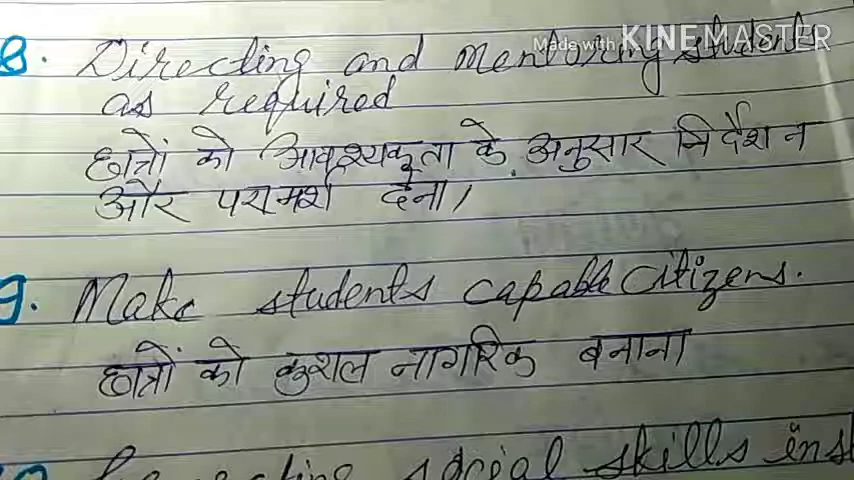 Made with KINEMASTER
8. Directing and mentoring students
as required
छात्रों को आवश्यकता के अनुसार निर्देशन
और परामर्श देना।
9. Make students capable citizens.
छात्रों को कुशल नागरिक बनाना
social skills